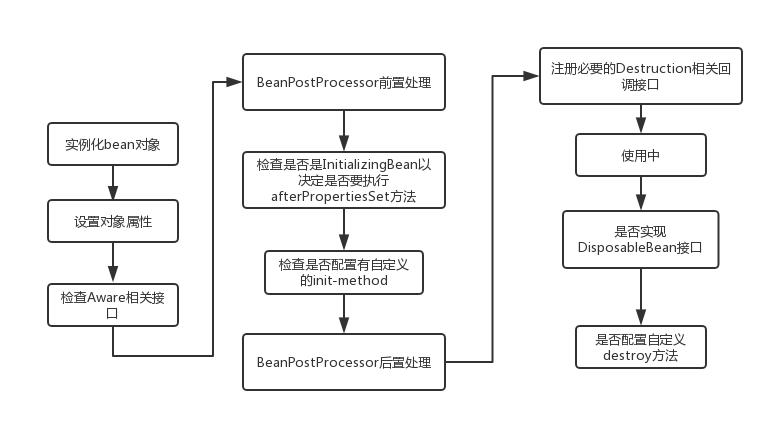 实例化bean对象
设置对象属性
检查Aware相关接
口
BeanPostProcessor前置处理
检查是否是InitializingBean以
决定是否要执行
afterPropertiesSet方法
检查是否配置有自定义
的init-method
BeanPostProcessor后置处理
注册必要的Destruction相关回
调接口
使用中
是否实现
DisposableBean接口
是否配置自定义
destroy方法